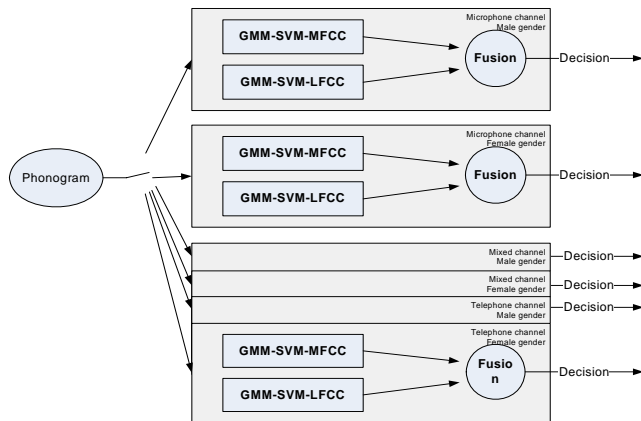 Microphone channel
Male gender
GMM-SVM-MFCC
GMM-SVM-LFCC
Fusion
Decision
Microphone channel
Female gender
GMM-SVM-MFCC
GMM-SVM-LFCC
Fusion
Decision
Phonogram
Mixed channel
Male gender
Decision
Mixed channel
Female gender
Decision
Telephone channel
Male gender
Decision
Telephone channel
Female gender
GMM-SVM-MFCC
GMM-SVM-LFCC
Fusio
n
Decision